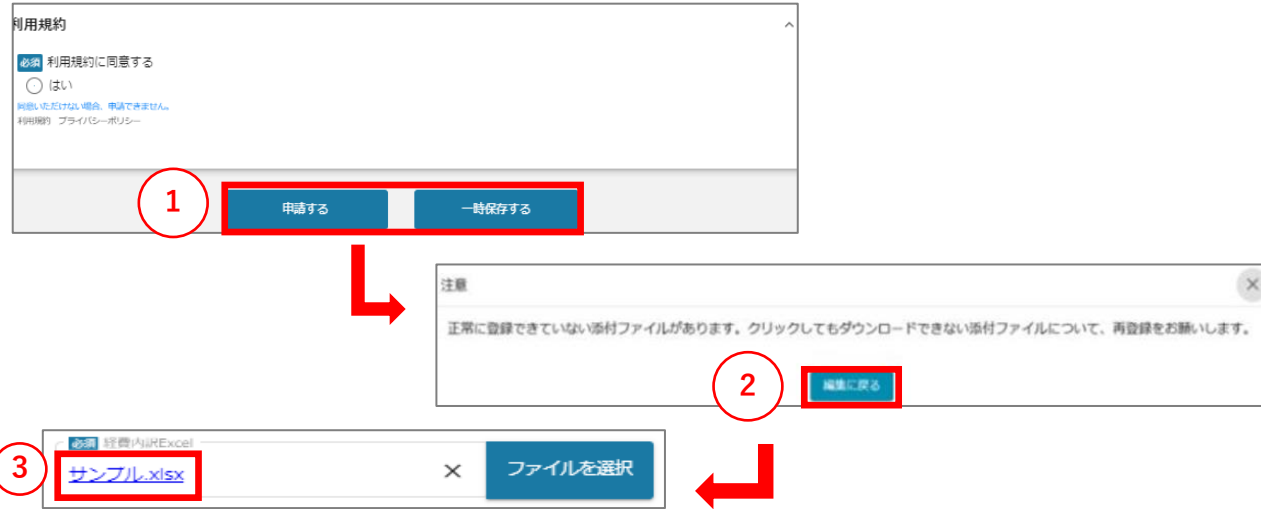 利用規約
必須 利用規約に同意する
はい
同意いただけない場合、申請できません。
利用規約 プライバシーポリシー
1
申請する
一時保存する
注意
正常に登録できていない添付ファイルがあります。クリックしてもダウンロードできない添付ファイルについて、再登録をお願いします。
2
編集に戻る
必須 経費内訳Excel
3
サンプル.xlsx
ファイルを選択